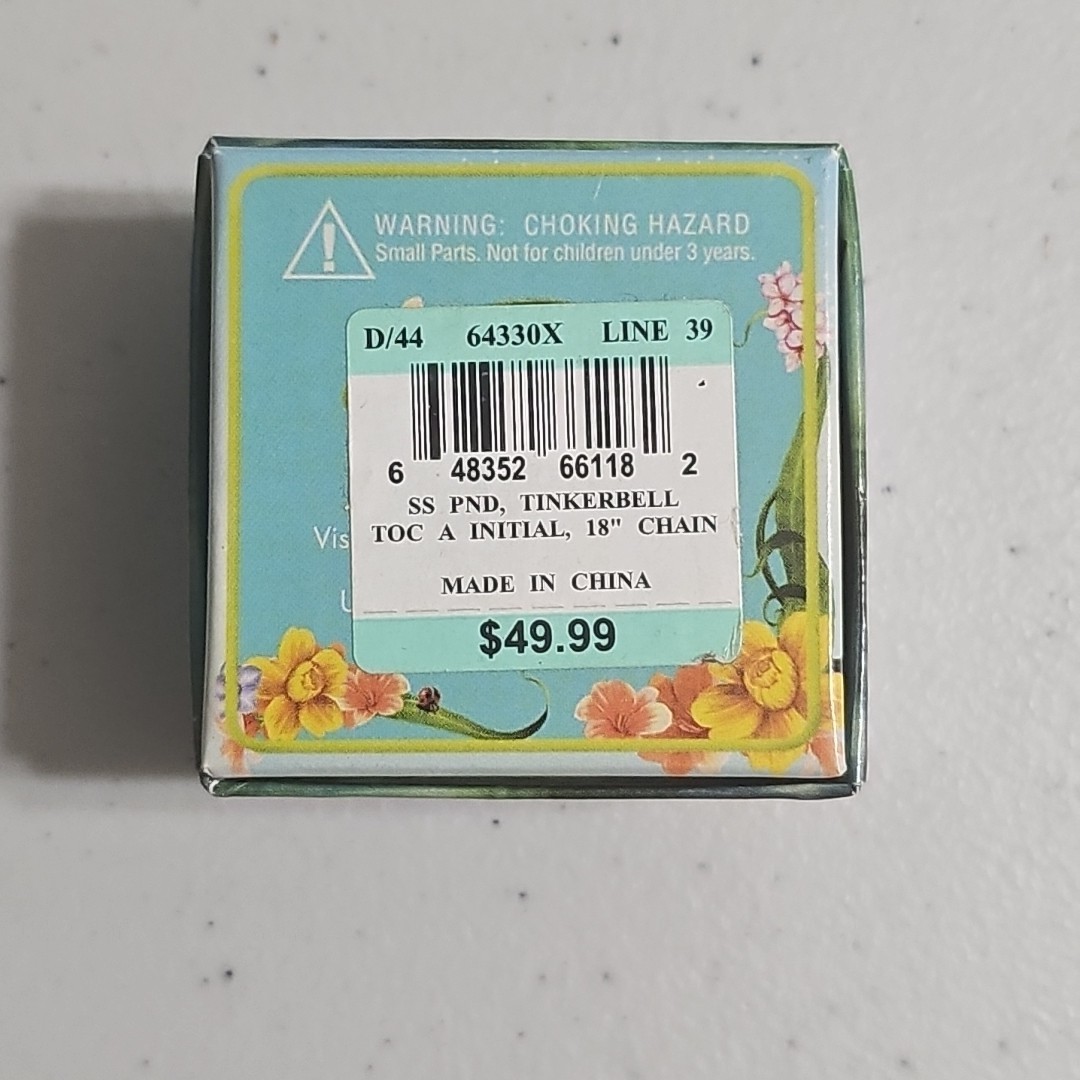 WARNING: CHOKING HAZARD
Small Parts. Not for children under 3 years.
D/44 64330X LINE 39
6 48352 66118 2
SS PND, TINKERBELL
TOC A INITIAL, 18" CHAIN
MADE IN CHINA
$49.99